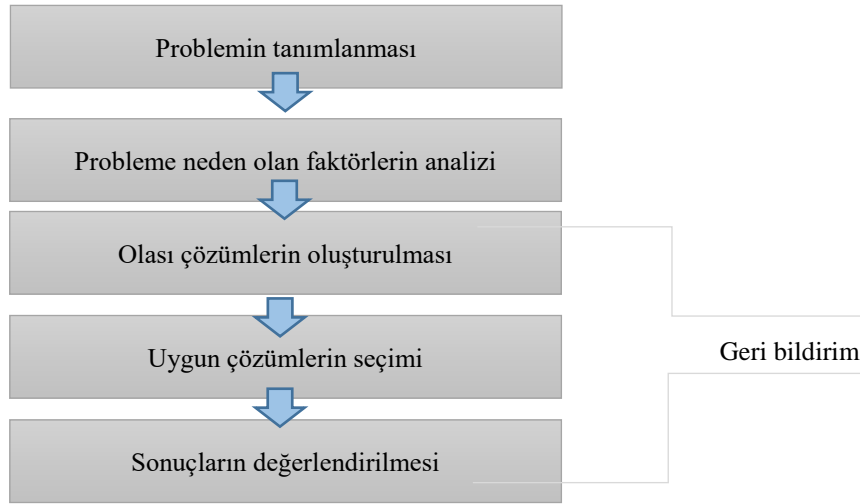 Problemin tanımlanması
Probleme neden olan faktörlerin analizi
Olası çözümlerin oluşturulması
Uygun çözümlerin seçimi
Geri bildirim
Sonuçların değerlendirilmesi